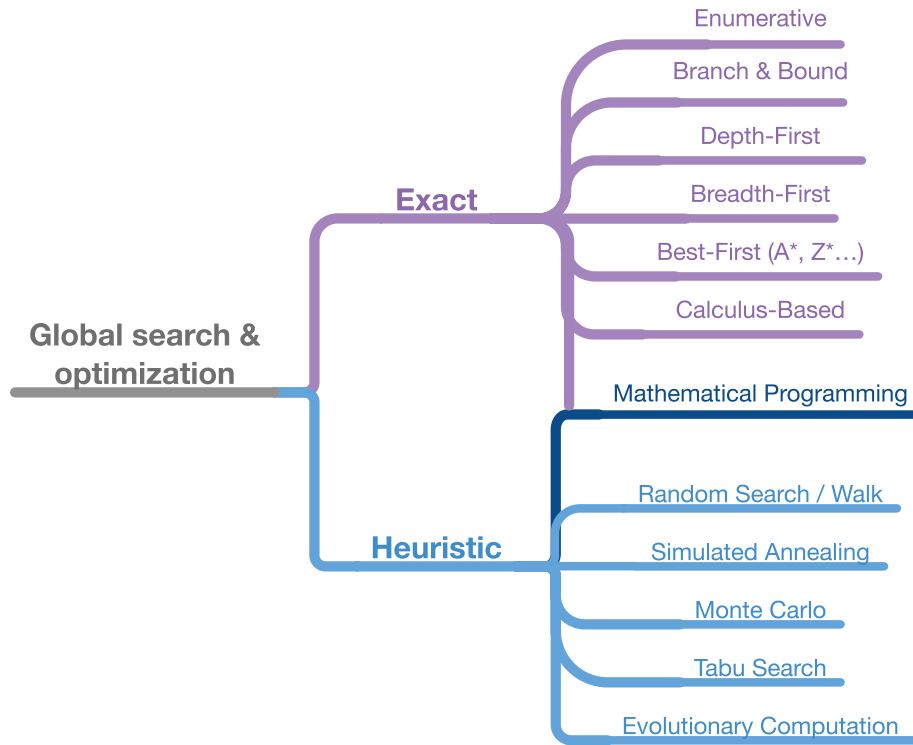 Enumerative
Branch & Bound
Depth-First
Exact
Breadth-First
Best-First (A*, Z*…)
Calculus-Based
Global search &
optimization
Mathematical Programming
Random Search / Walk
Heuristic
Simulated Annealing
Monte Carlo
Tabu Search
Evolutionary Computation